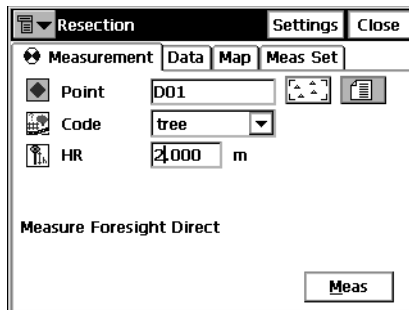 Resection Settings Close
Measurement Data Map Meas Set
Point D01
Code tree
HR 2.000 m
Measure Foresight Direct
Meas